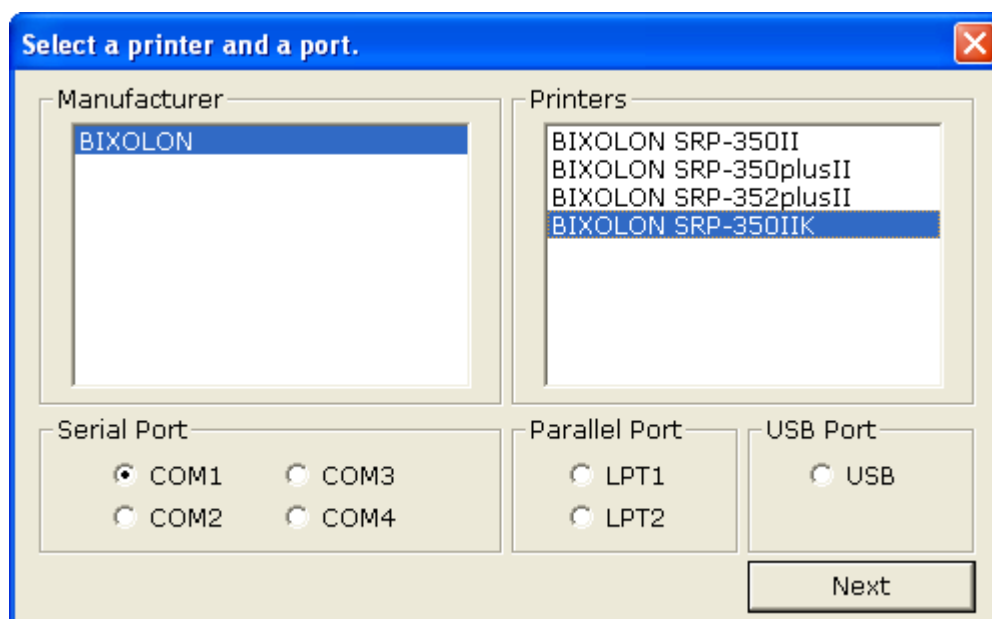 Select a printer and a port.
Manufacturer
BIXOLON
Printers
BIXOLON SRP-350II
BIXOLON SRP-350plusII
BIXOLON SRP-352plusII
BIXOLON SRP-350IIK
Serial Port
COM1
COM3
COM2
COM4
Parallel Port
LPT1
LPT2
USB Port
USB
Next